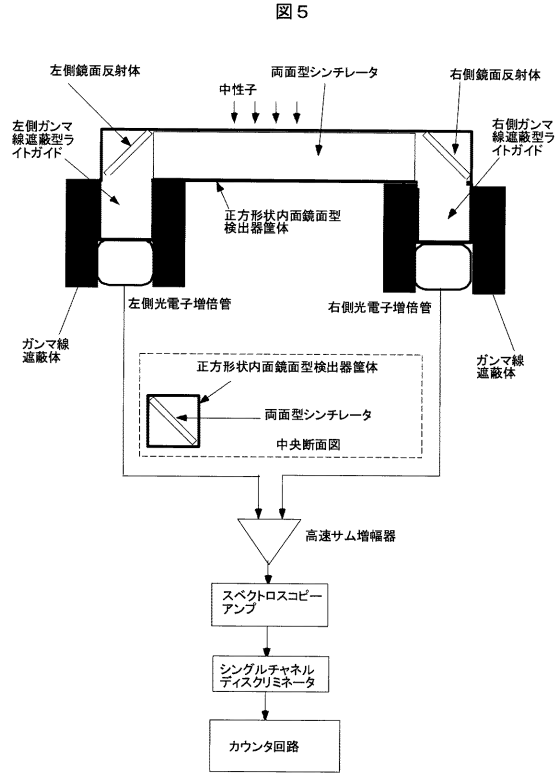 図５
左側鏡面反射体
中性子
両面型シンチレータ
右側鏡面反射体
左側ガンマ
線遮蔽型ラ
イトガイド
右側ガンマ
線遮蔽型ラ
イトガイド
正方形状内面鏡面型
検出器筐体
左側光電子増倍管
右側光電子増倍管
ガンマ線
遮蔽体
ガンマ線
遮蔽体
正方形状内面鏡面型検出器筐体
両面型シンチレータ
中央断面図
高速サム増幅器
スペクトロスコピー
アンプ
シングルチャネル
ディスクリミネータ
カウンタ回路